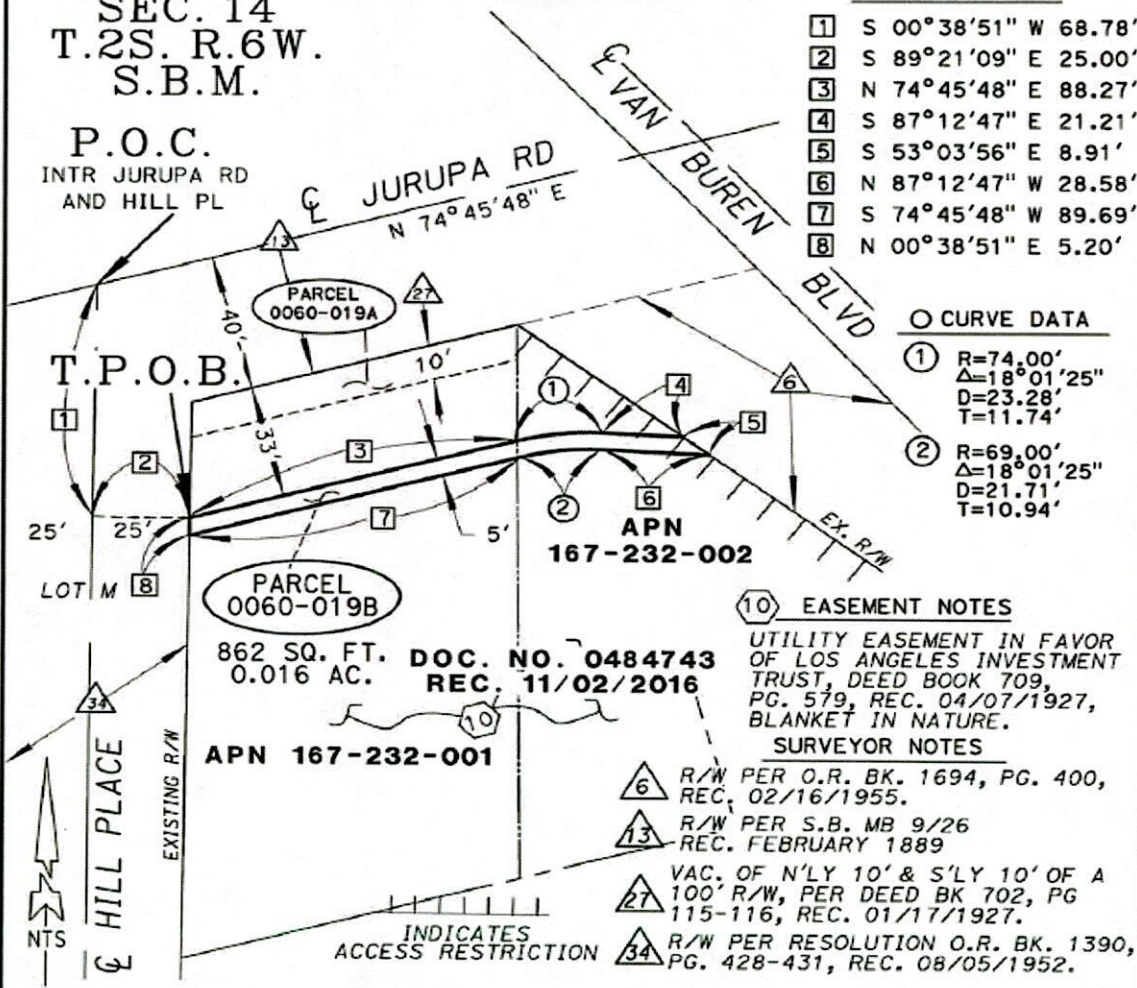 SEC. 14
T.2S. R.6W.
S.B.M.
P.O.C.
INTR JURUPA RD
AND HILL PL
℄ JURUPA RD
N 74°45'48" E
℄ VAN BUREN BLVD
1 S 00°38'51" W 68.78'
2 S 89°21'09" E 25.00'
3 N 74°45'48" E 88.27'
4 S 87°12'47" E 21.21'
5 S 53°03'56" E 8.91'
6 N 87°12'47" W 28.58'
7 S 74°45'48" W 89.69'
8 N 00°38'51" E 5.20'
CURVE DATA
1 R=74.00'
Δ=18°01'25"
D=23.28'
T=11.74'
2 R=69.00'
Δ=18°01'25"
D=21.71'
T=10.94'
13
PARCEL
0060-019A
27
40'
10'
T.P.O.B.
33'
1
2
3
1
4
5
6
25'
25'
7
5'
2
6
EX. R/W
APN
167-232-002
LOT M
8
PARCEL
0060-019B
862 SQ. FT.
0.016 AC.
DOC. NO. 0484743
REC. 11/02/2016
10
APN 167-232-001
34
℄ HILL PLACE
EXISTING R/W
NTS
INDICATES
ACCESS RESTRICTION
10 EASEMENT NOTES
UTILITY EASEMENT IN FAVOR
OF LOS ANGELES INVESTMENT
TRUST, DEED BOOK 709,
PG. 579, REC. 04/07/1927,
BLANKET IN NATURE.
SURVEYOR NOTES
6 R/W PER O.R. BK. 1694, PG. 400,
REC. 02/16/1955.
13 R/W PER S.B. MB 9/26
REC. FEBRUARY 1889
27 VAC. OF N'LY 10' & S'LY 10' OF A
100' R/W, PER DEED BK 702, PG
115-116, REC. 01/17/1927.
34 R/W PER RESOLUTION O.R. BK. 1390,
PG. 428-431, REC. 08/05/1952.